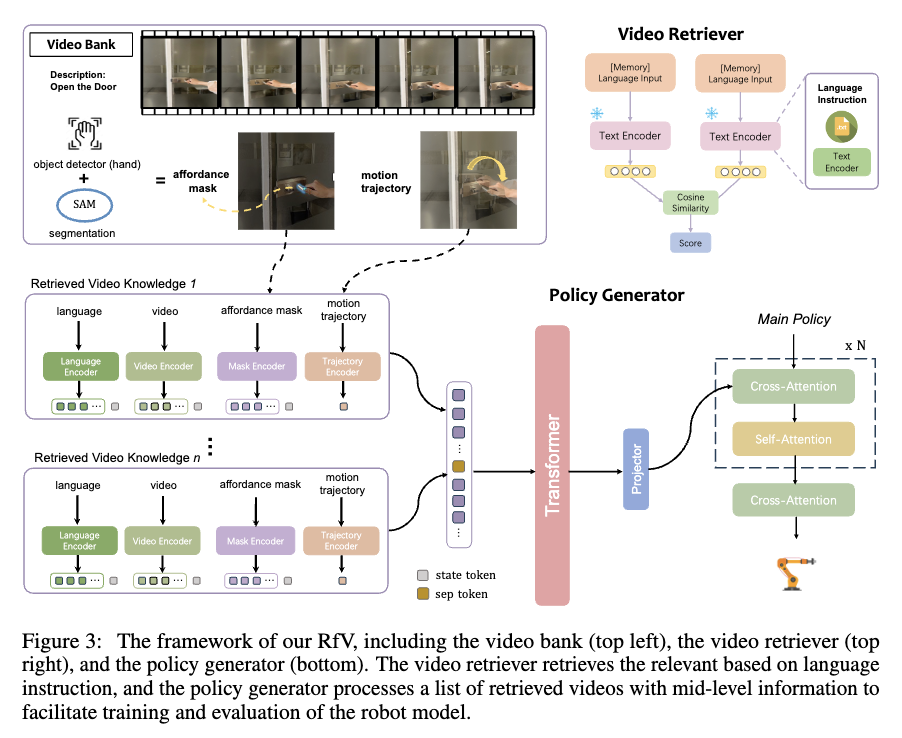 Video Bank
Description:
Open the Door
object detector (hand)
+
SAM
segmentation
=
affordance
mask
motion
trajectory
Video Retriever
[Memory]
Language Input
[Memory]
Language Input
Text Encoder
Text Encoder
Cosine
Similarity
Score
Language
Instruction
.txt
Text
Encoder
Retrieved Video Knowledge 1
language
video
affordance mask
motion
trajectory
Language
Encoder
Video Encoder
Mask Encoder
Trajectory
Encoder
...
...
...
Retrieved Video Knowledge n
language
video
affordance mask
motion
trajectory
Language
Encoder
Video Encoder
Mask Encoder
Trajectory
Encoder
...
...
...
state token
sep token
Policy Generator
Transformer
Projector
Main Policy
x N
Cross-Attention
Self-Attention
Cross-Attention
Figure 3: The framework of our RfV, including the video bank (top left), the video retriever (top
right), and the policy generator (bottom). The video retriever retrieves the relevant based on language
instruction, and the policy generator processes a list of retrieved videos with mid-level information to
facilitate training and evaluation of the robot model.